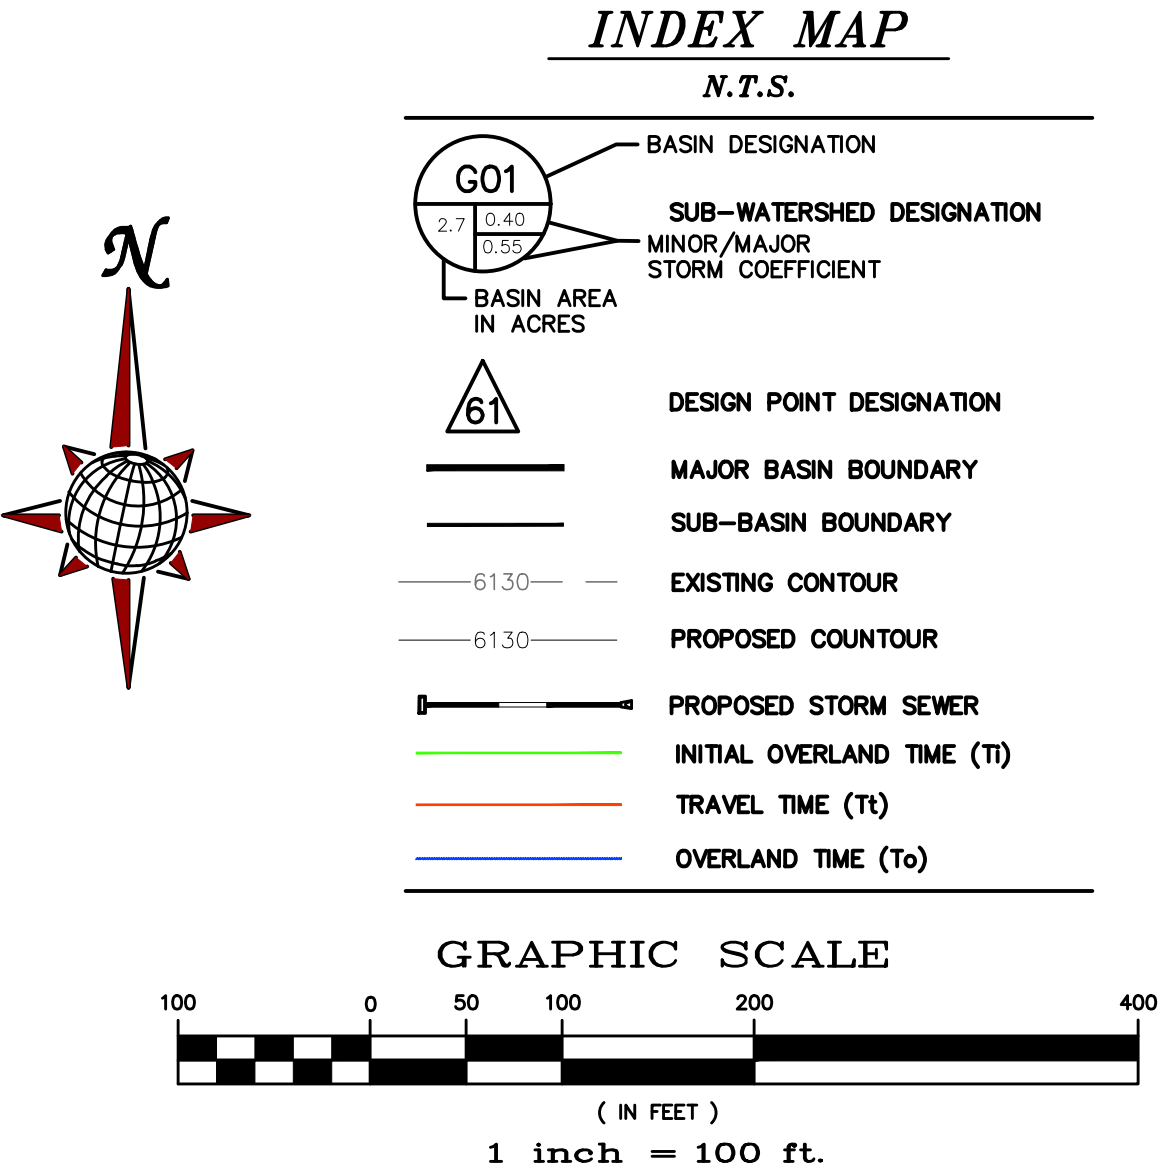 INDEX MAP
N.T.S.
BASIN DESIGNATION
G01
2.7
0.40
0.55
SUB-WATERSHED DESIGNATION
MINOR/MAJOR
STORM COEFFICIENT
BASIN AREA
IN ACRES
N
61
DESIGN POINT DESIGNATION
MAJOR BASIN BOUNDARY
SUB-BASIN BOUNDARY
6130
EXISTING CONTOUR
6130
PROPOSED COUNTOUR
PROPOSED STORM SEWER
INITIAL OVERLAND TIME (Ti)
TRAVEL TIME (Tt)
OVERLAND TIME (To)
GRAPHIC SCALE
100 0 50 100 200 400
( IN FEET )
1 inch = 100 ft.